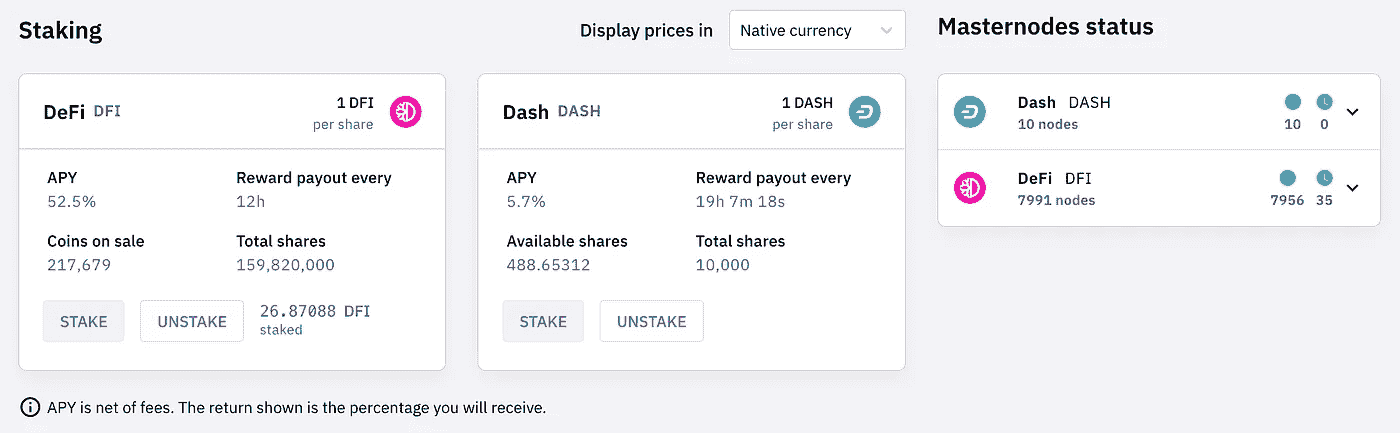 Staking
Display prices in Native currency
DeFi DFI
1 DFI
per share
APY
52.5%
Reward payout every
12h
Coins on sale
217,679
Total shares
159,820,000
STAKE
UNSTAKE
26.87088 DFI
staked
Dash DASH
1 DASH
per share
APY
5.7%
Reward payout every
19h 7m 18s
Available shares
488.65312
Total shares
10,000
STAKE
UNSTAKE
APY is net of fees. The return shown is the percentage you will receive.
Masternodes status
Dash DASH
10 nodes
10 0
DeFi DFI
7991 nodes
7956 35